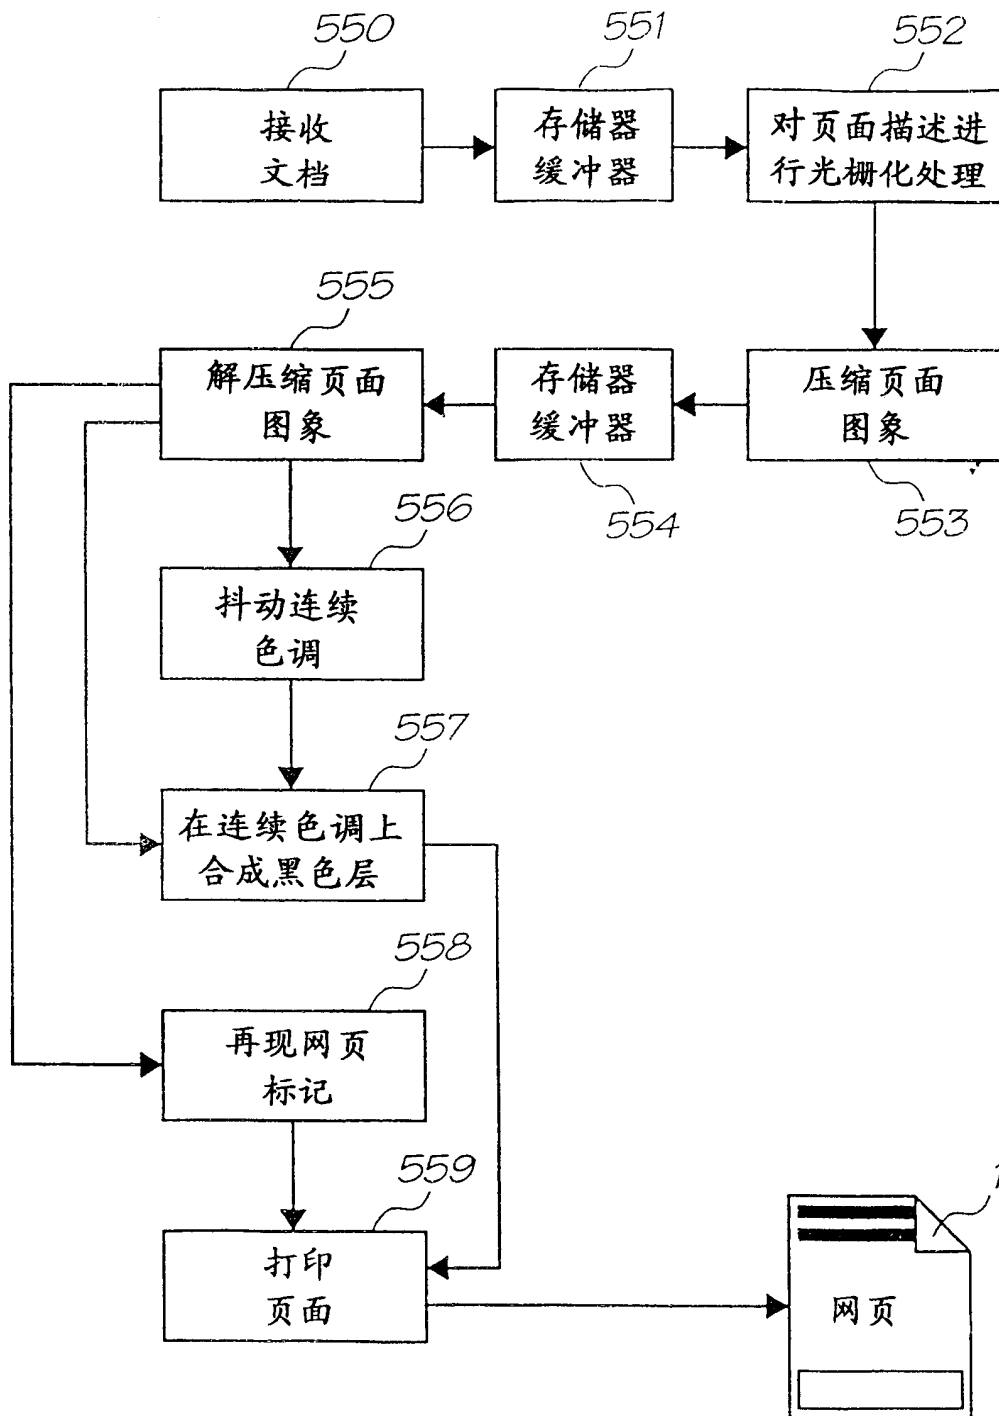 550
接收
文档
551
存储器
缓冲器
552
对页面描述进
行光栅化处理
555
解压缩页面
图象
存储器
缓冲器
554
压缩页面
图象
553
556
抖动连续
色调
557
在连续色调上
合成黑色层
558
再现网页
标记
559
打印
页面
1
网页